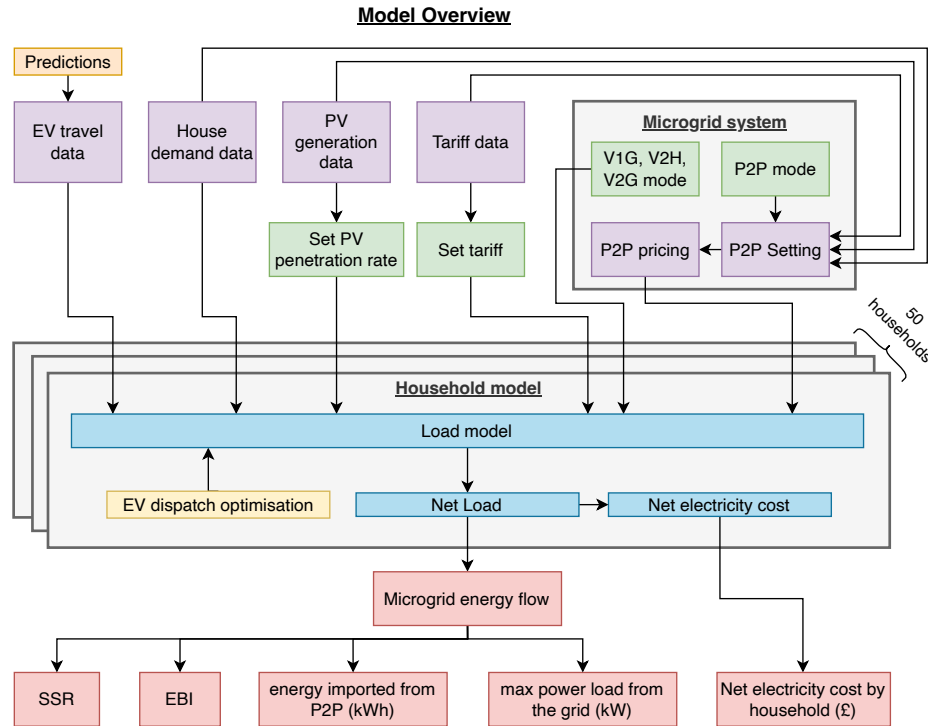 Model Overview
Predictions
EV travel
data
House
demand data
PV
generation
data
Tariff data
Microgrid system
V1G, V2H,
V2G mode
P2P mode
Set PV
penetration rate
Set tariff
P2P pricing
P2P Setting
50
households
Household model
Load model
EV dispatch optimisation
Net Load
Net electricity cost
Microgrid energy flow
SSR
EBI
energy imported from
P2P (kWh)
max power load from
the grid (kW)
Net electricity cost by
household (£)